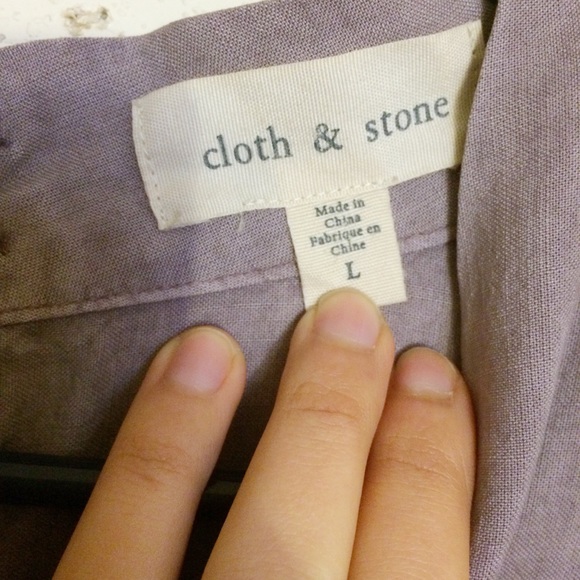 cloth & stone
Made in
China
Fabrique en
Chine
L